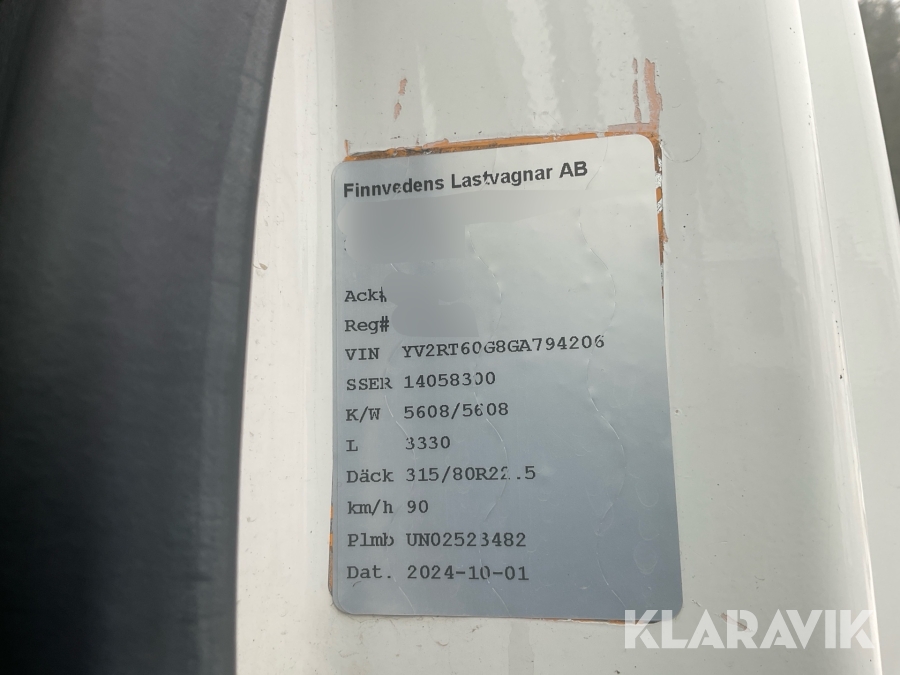 Finnvedens Lastvagnar AB
Ack#
Reg#
VIN YV2RT60G8GA794206
SSER 14058300
K/W 5608/5608
L 3330
Däck 315/80R22.5
km/h 90
Plmb UN02523482
Dat. 2024-10-01
KLARAVIK